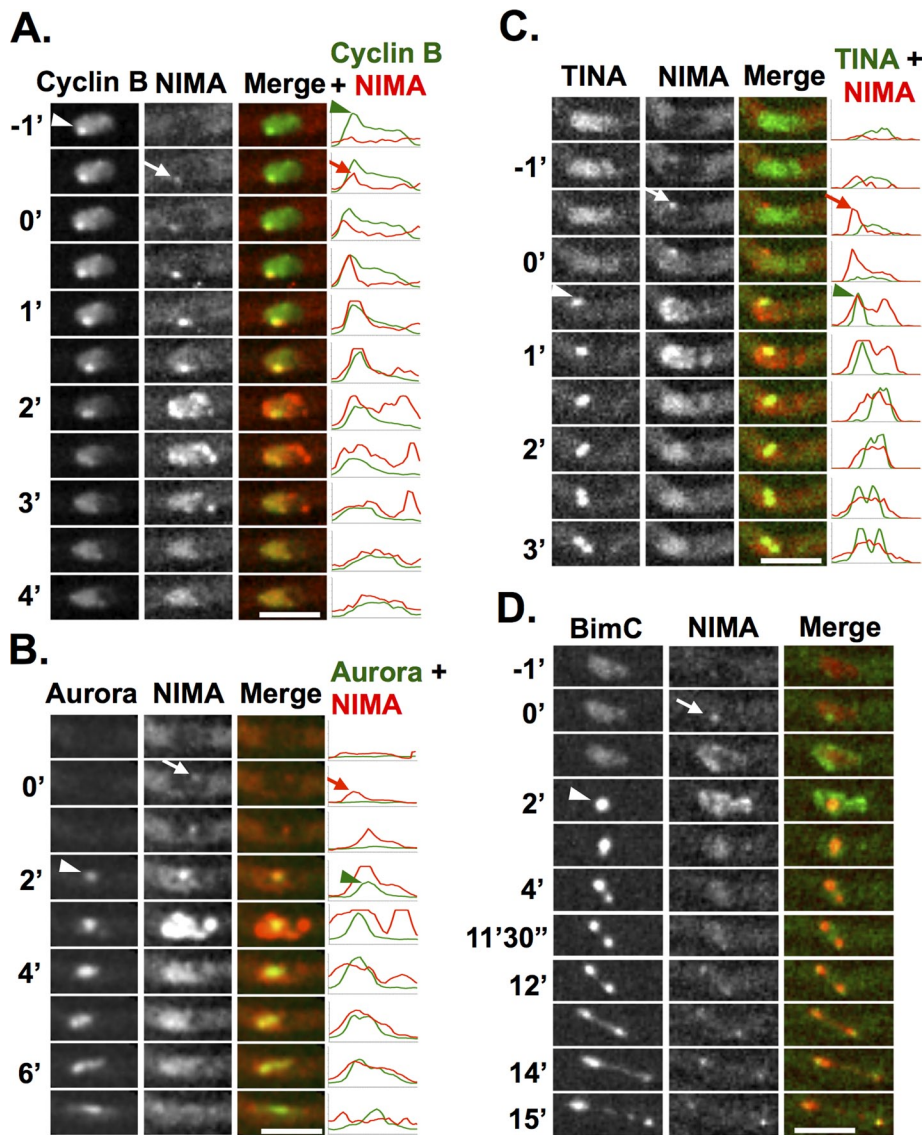 A.
Cyclin B
Cyclin B NIMA Merge + NIMA
-1’
0’
1’
2’
3’
4’
B.
Aurora +
Aurora NIMA Merge NIMA
0’
2’
4’
6’
C.
TINA +
TINA NIMA Merge NIMA
-1’
0’
1’
2’
3’
D.
BimC NIMA Merge
-1’
0’
2’
4’
11’30”
12’
14’
15’